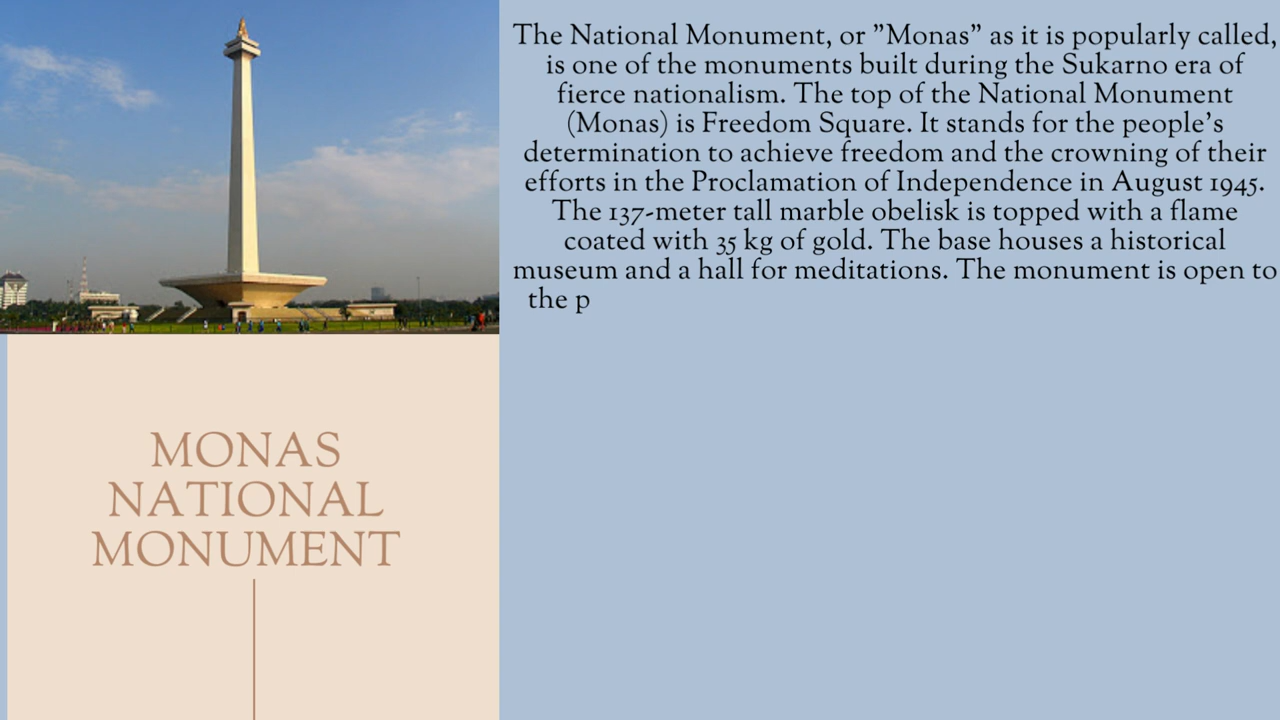 The National Monument, or ”Monas” as it is popularly called,
is one of the monuments built during the Sukarno era of
fierce nationalism. The top of the National Monument
(Monas) is Freedom Square. It stands for the people’s
determination to achieve freedom and the crowning of their
efforts in the Proclamation of Independence in August 1945.
The 137-meter tall marble obelisk is topped with a flame
coated with 35 kg of gold. The base houses a historical
museum and a hall for meditations. The monument is open to
the p
MONAS
NATIONAL
MONUMENT